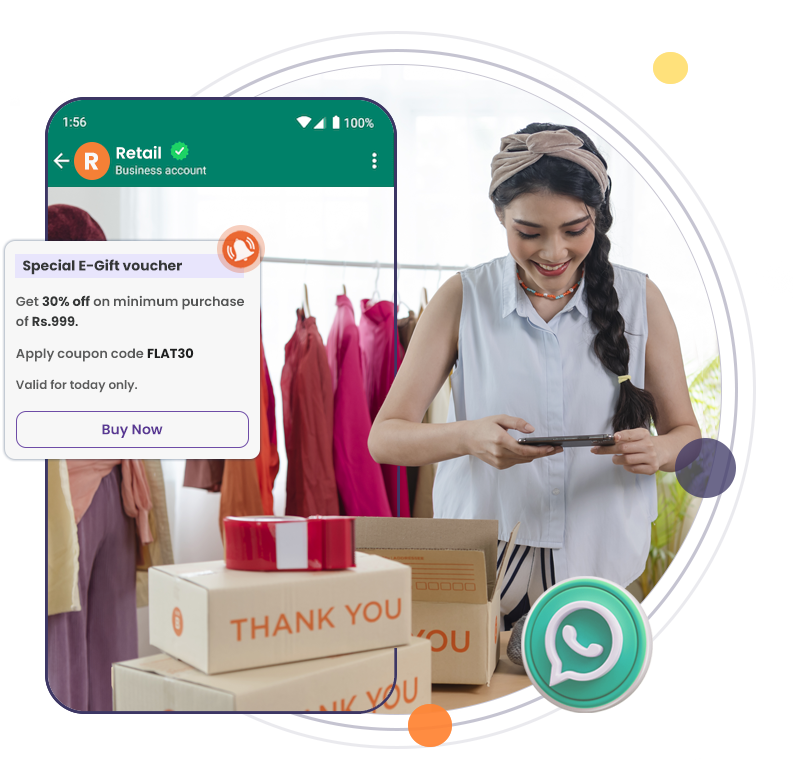 1:56
100%
R
Retail
Business account
Special E-Gift voucher
Get 30% off on minimum purchase
of Rs.999.
Apply coupon code FLAT30
Valid for today only.
Buy Now
THANK YOU
YOU
NK YOU